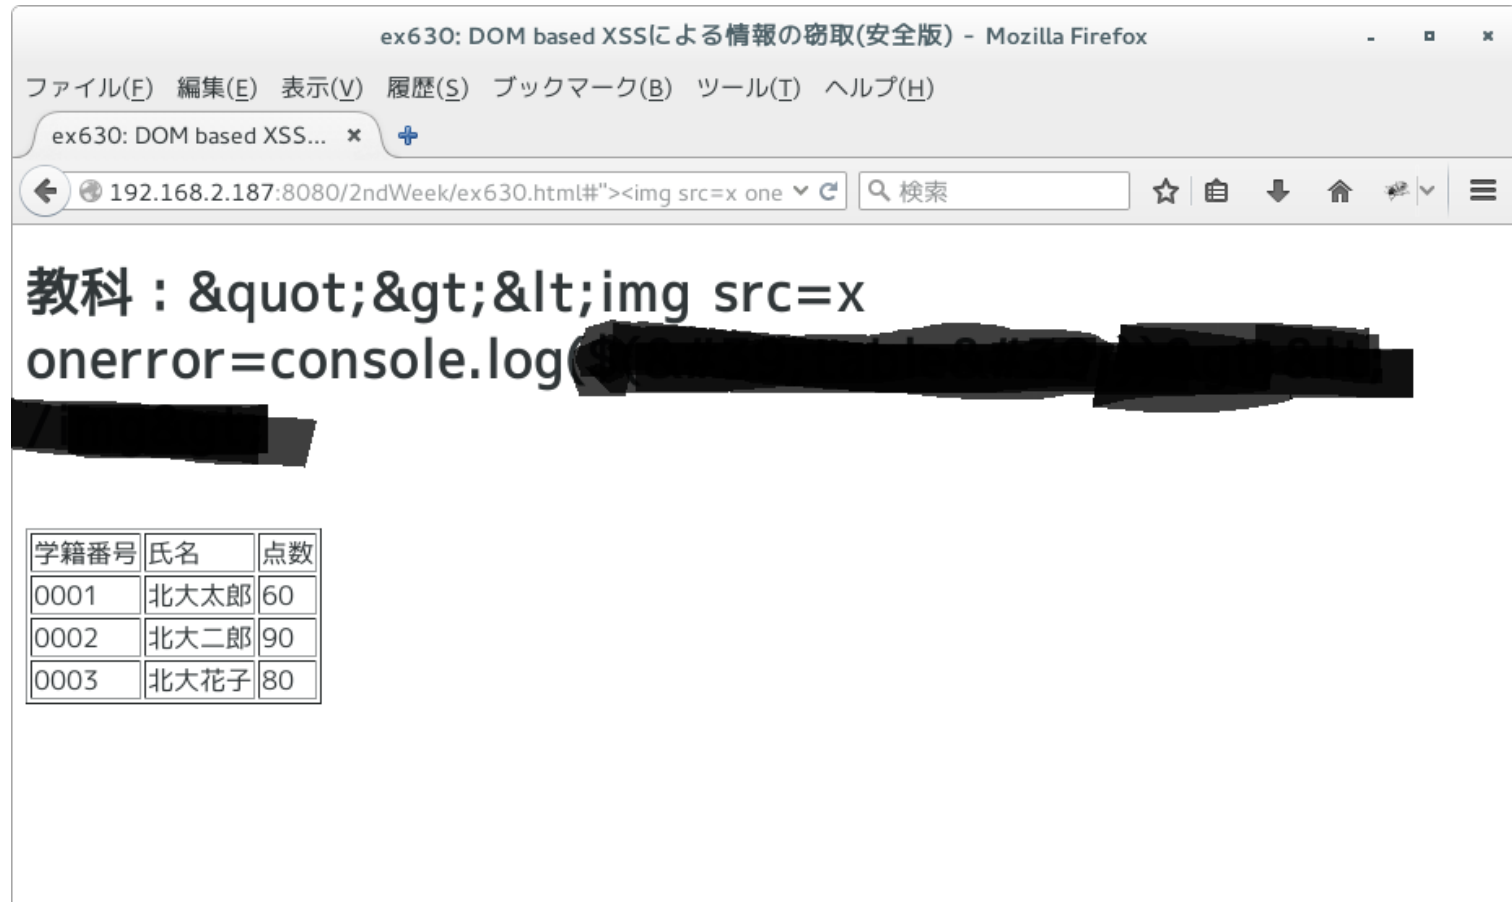 ex630: DOM based XSSによる情報の窃取(安全版) - Mozilla Firefox
ファイル(F) 編集(E) 表示(V) 履歴(S) ブックマーク(B) ツール(T) ヘルプ(H)
ex630: DOM based XSS...
192.168.2.187:8080/2ndWeek/ex630.html#"><img src=x one
検索
教科：&quot;&gt;&lt;img src=x
onerror=console.log(
学籍番号 氏名 点数
0001 北大太郎 60
0002 北大二郎 90
0003 北大花子 80